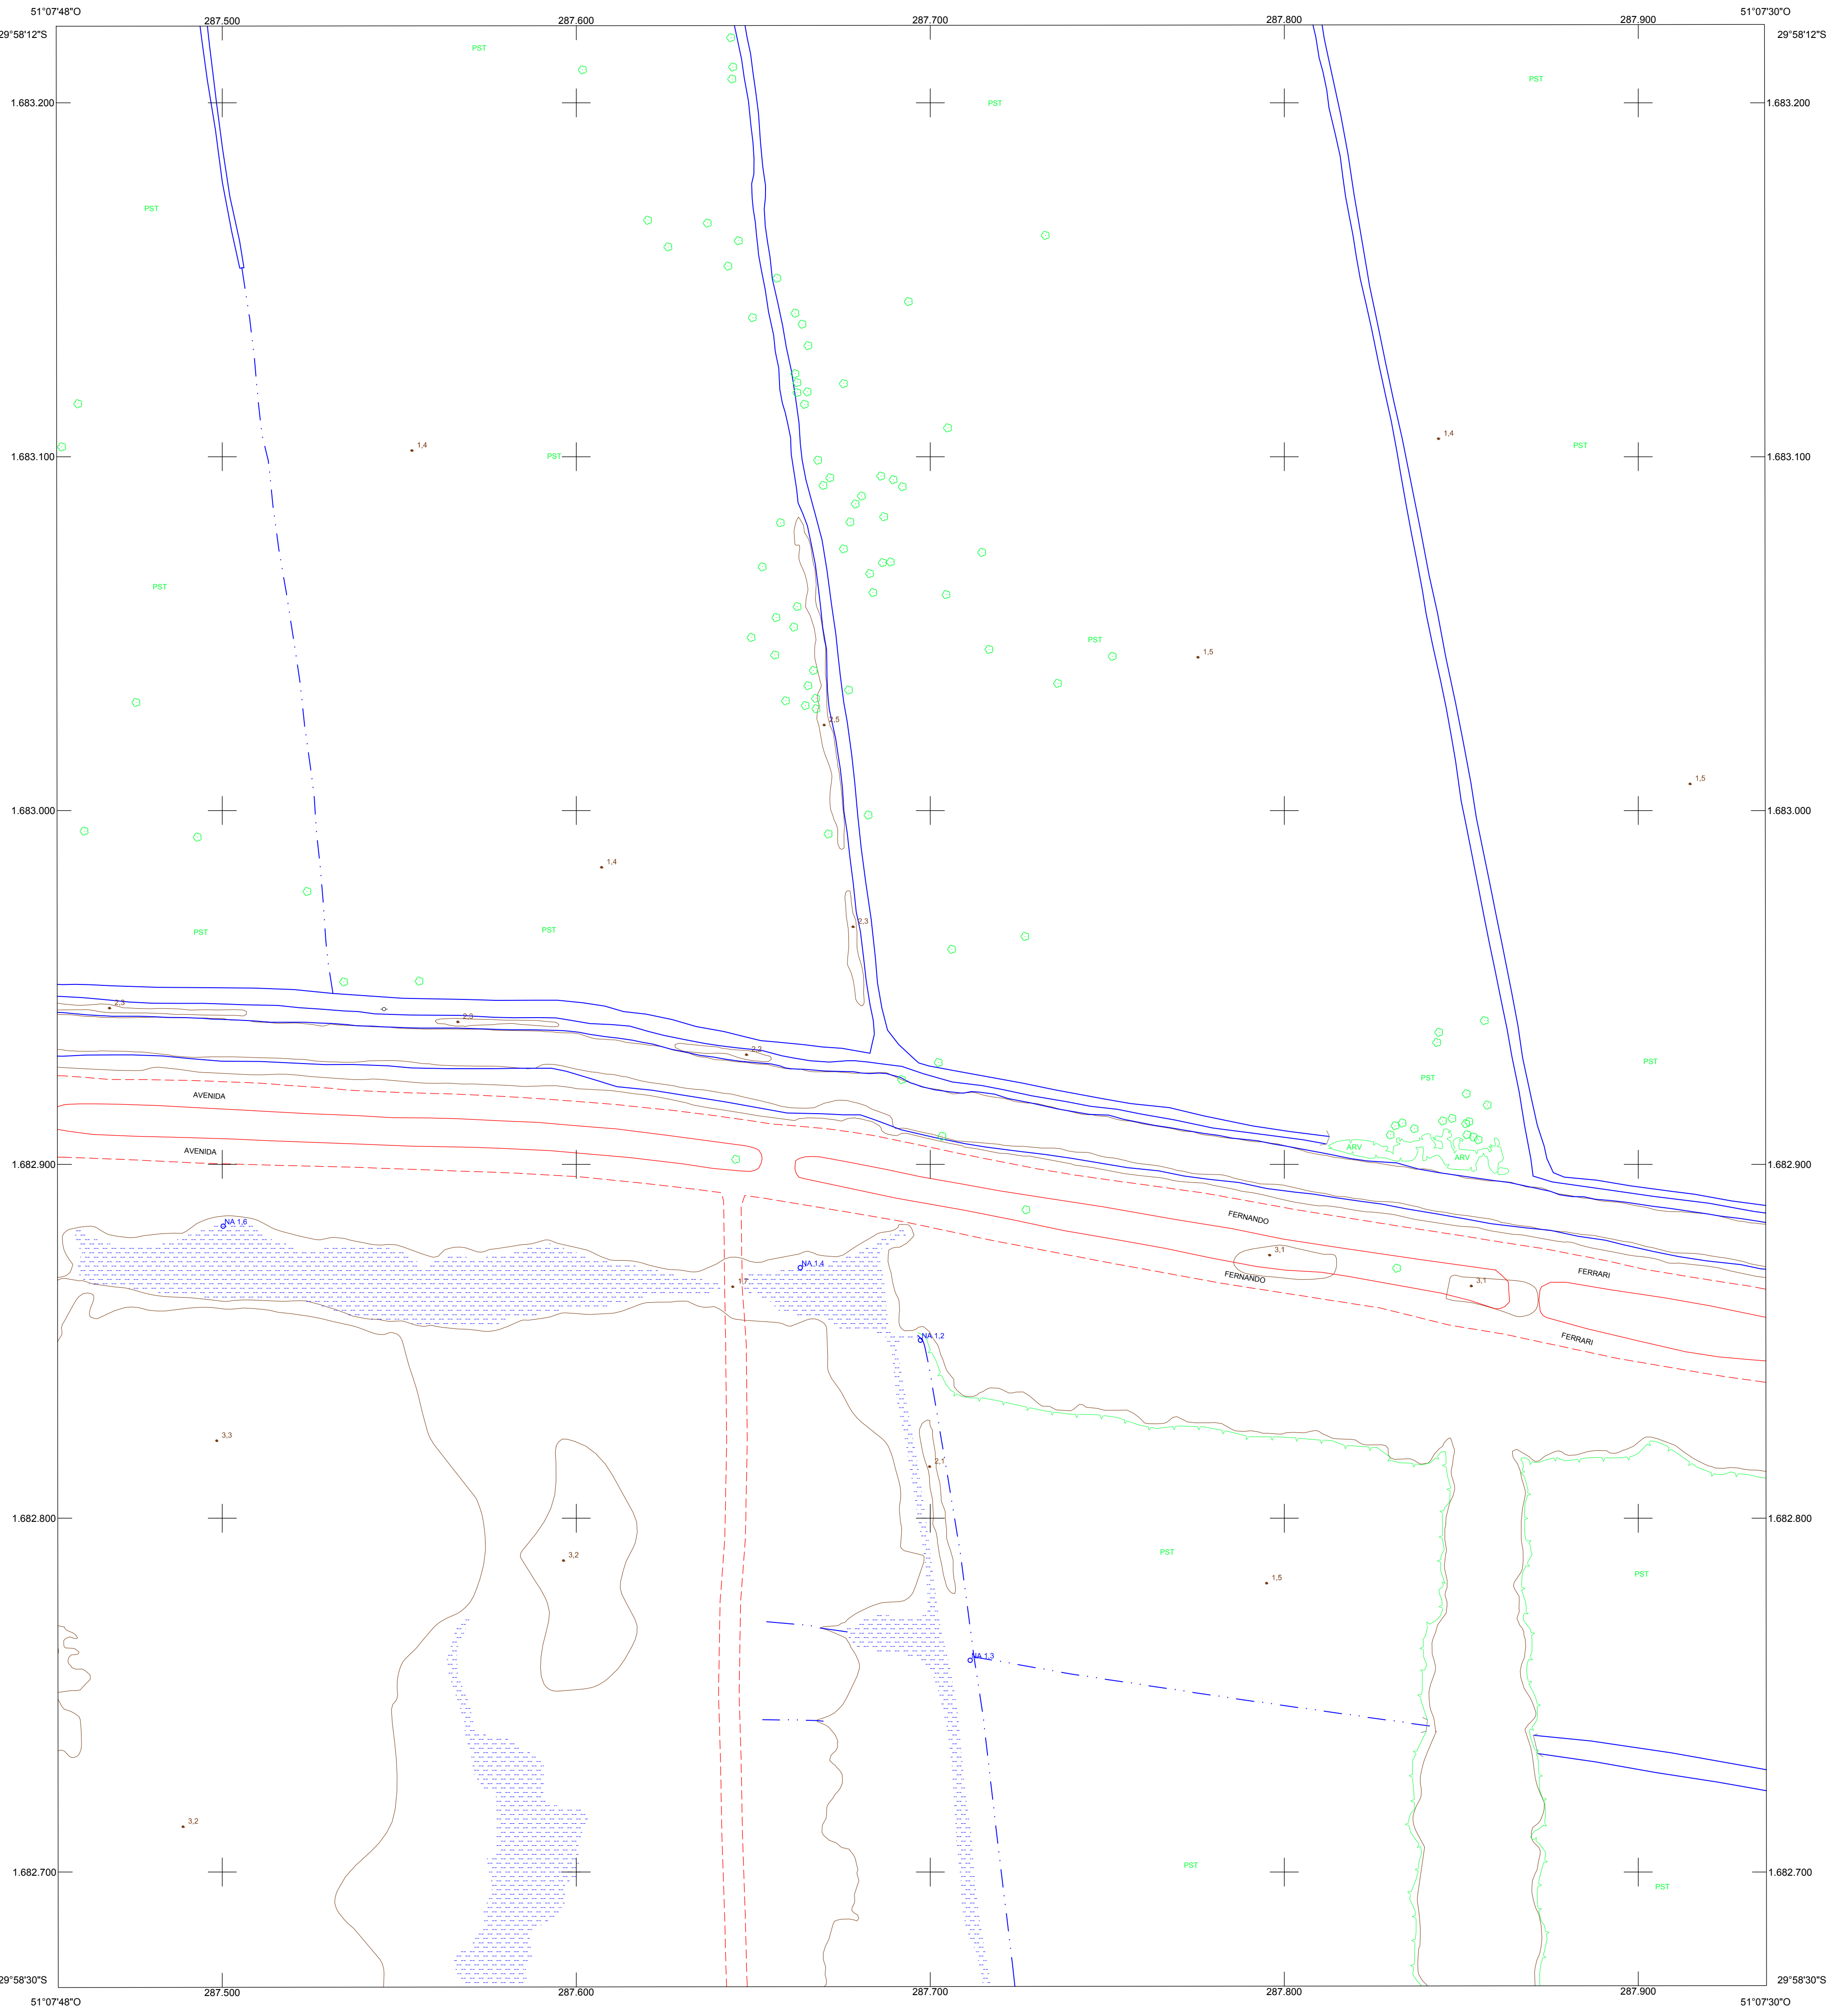 51°07'48"O
51°07'30"O
287.500
287.600
287.700
287.800
287.900
29°58'12"S
29°58'12"S
PST
PST
PST
1.683.200
1.683.200
PST
1,4
1,4
PST
PST
1.683.100
1.683.100
PST
PST
1,5
2,5
1,5
1.683.000
1.683.000
1,4
2,3
PST
PST
2,3
2,3
2,2
PST
PST
AVENIDA
ARV
ARV
AVENIDA
1.682.900
1.682.900
FERNANDO
NA 1,6
3,1
NA 1,4
FERNANDO
FERRARI
1,7
3,1
NA 1,2
FERRARI
3,3
2,1
1.682.800
1.682.800
3,2
PST
PST
1,5
NA 1,3
3,2
PST
1.682.700
1.682.700
PST
29°58'30"S
29°58'30"S
287.500
287.600
287.700
287.800
287.900
51°07'48"O
51°07'30"O